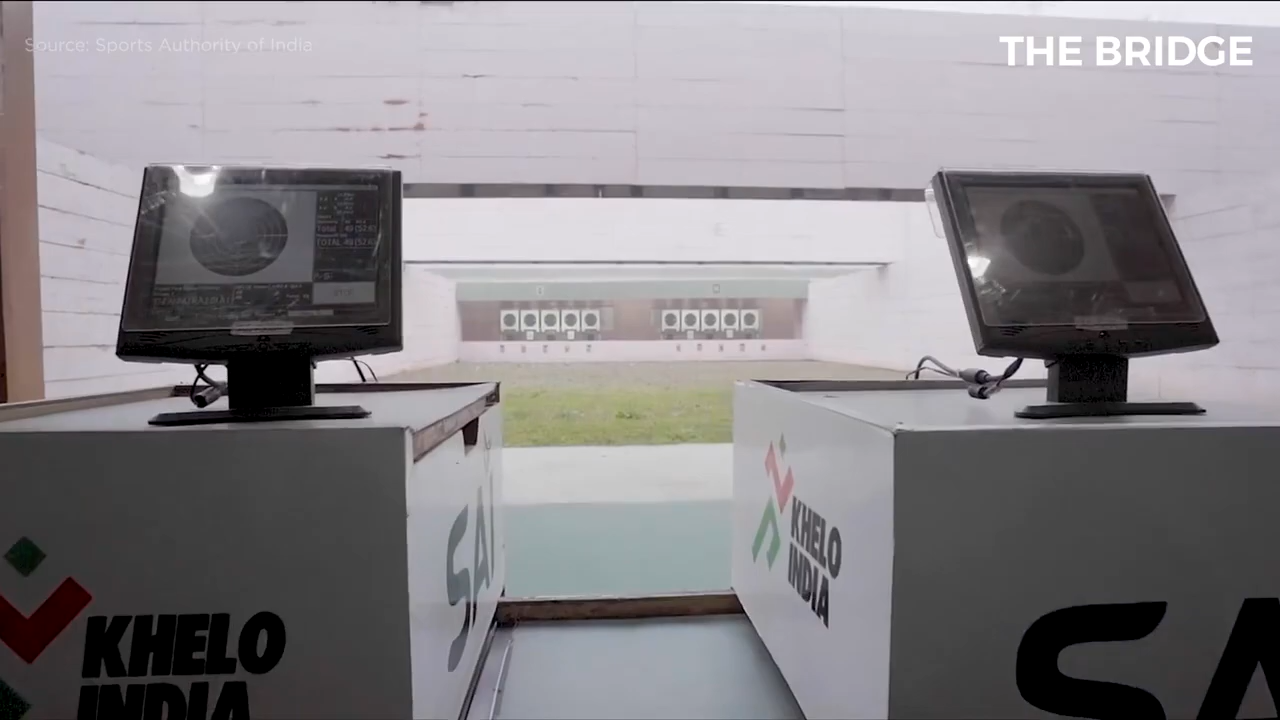 Source: Sports Authority of India
THE BRIDGE
KHELO
INDIA
SAI
KHELO
INDIA
SA